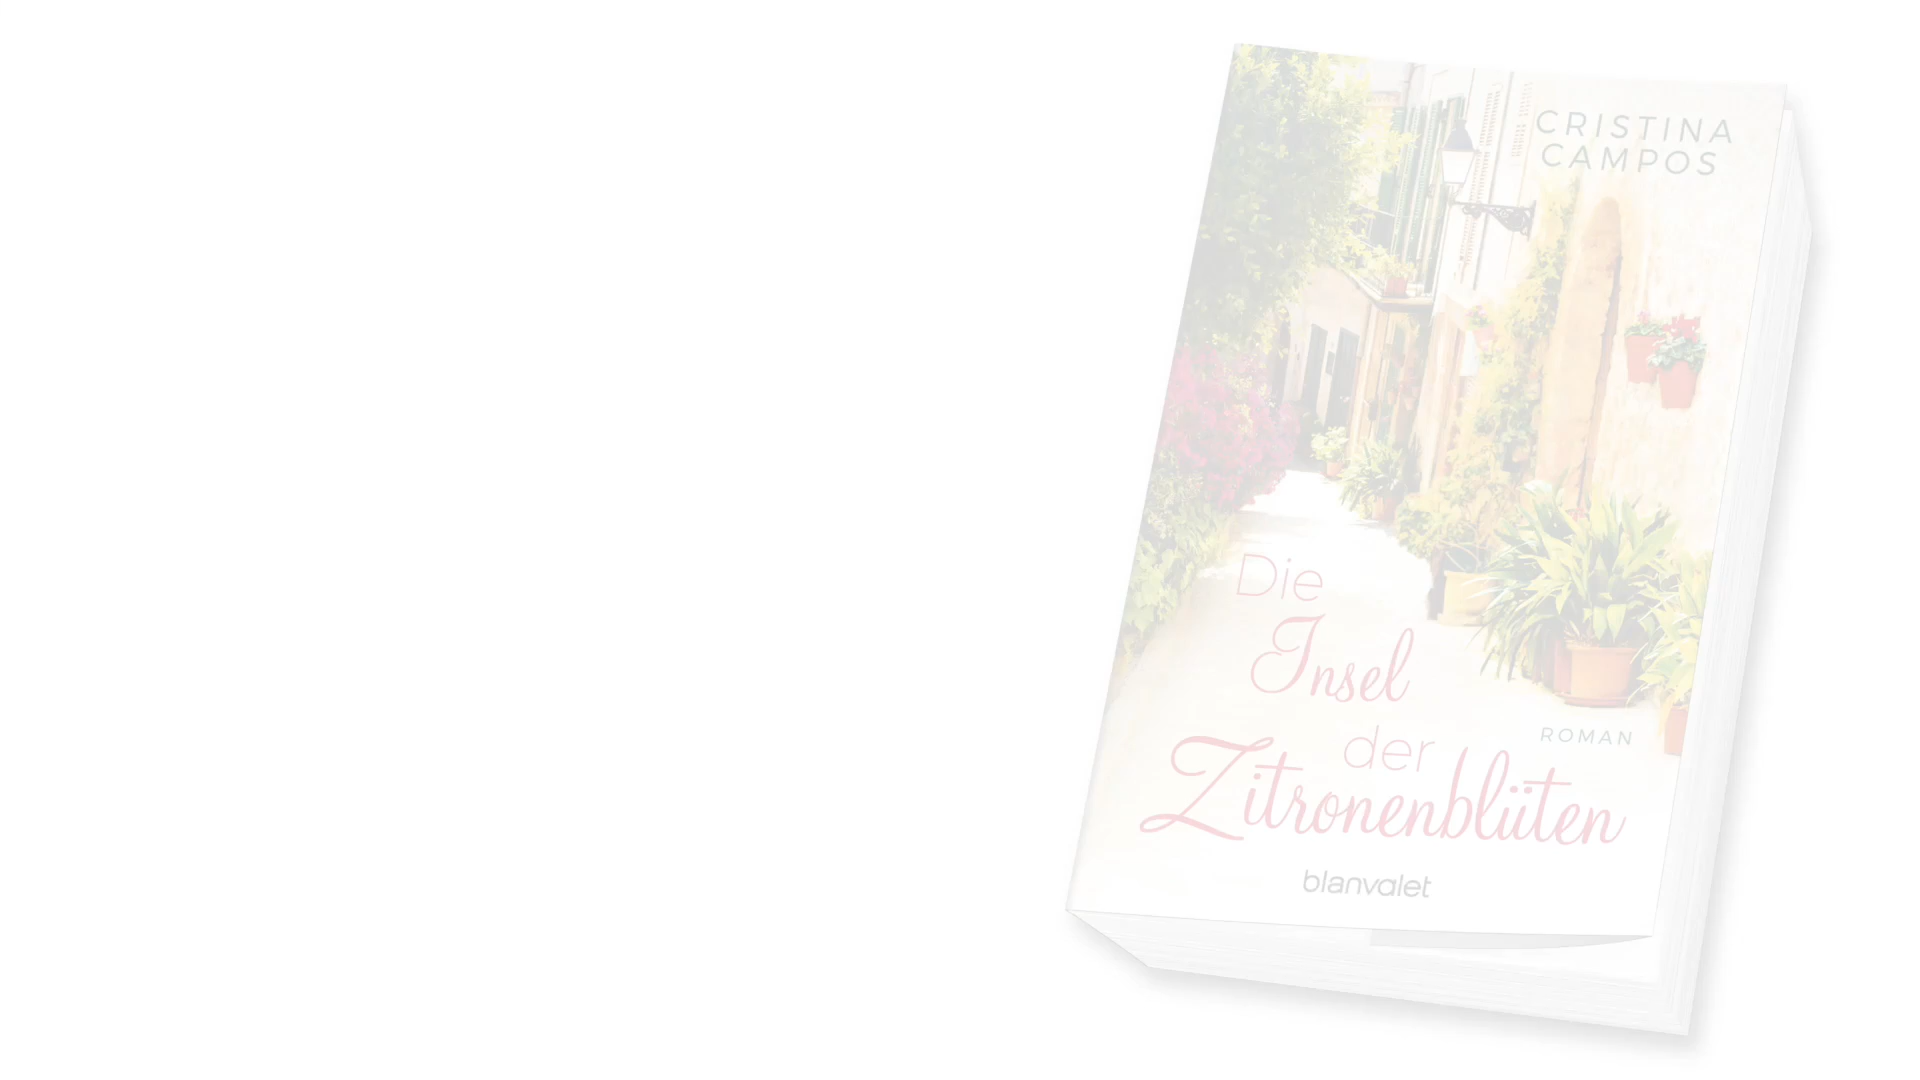 CRISTINA
CAMPOS
Die
Insel
der
ROMAN
Zitronenblüten
blanvalet